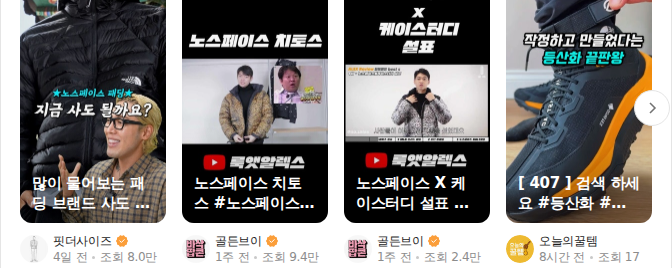 THE NORTH FACE
★노스페이스 패딩★
지금 사도 될까요?
많이 물어보는 패
딩 브랜드 사도 ...
핏더사이즈
4일 전 · 조회 8.0만
노스페이스 치토스
룩앳알렉스
노스페이스 치토
스 #노스페이스...
골든브이
1주 전 · 조회 9.4만
X
케이스터디
설표
룩앳알렉스
노스페이스 X 케
이스터디 설표 ...
골든브이
1주 전 · 조회 2.4만
작정하고 만들었다는
등산화 끝판왕
[ 407 ] 검색 하세
요 #등산화 #...
오늘의꿀템
8시간 전 · 조회 17